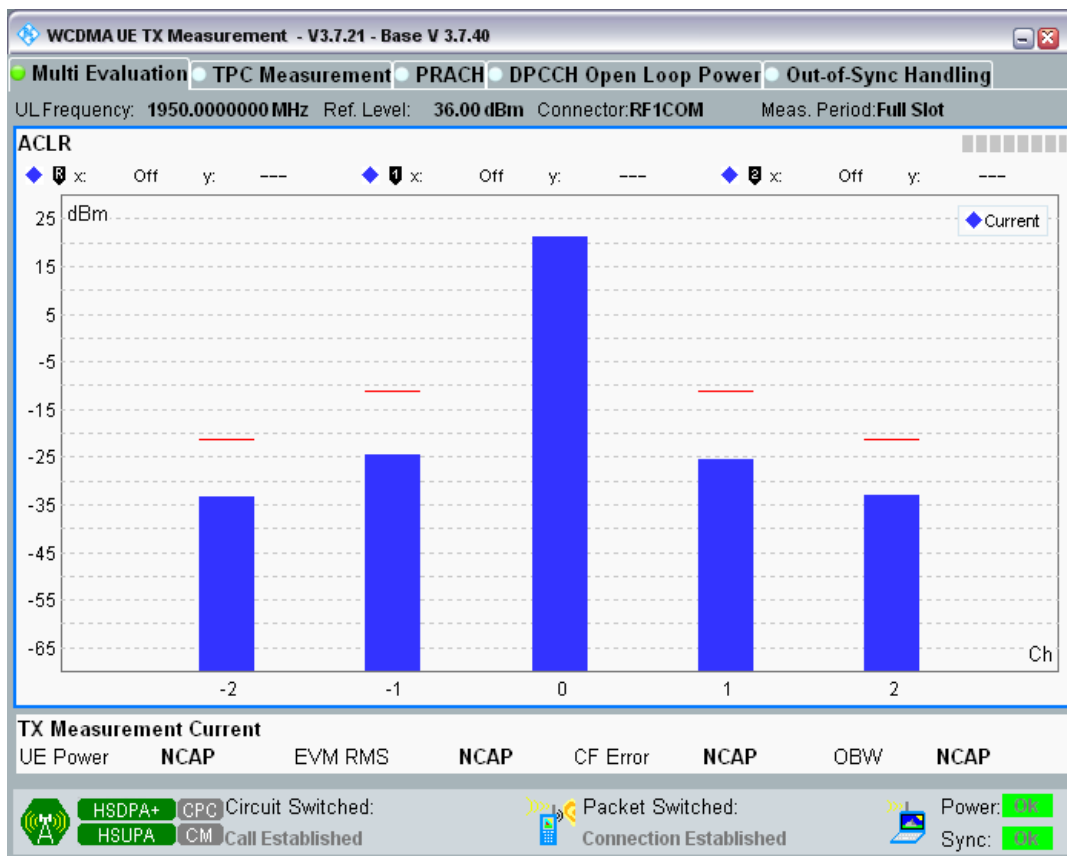 WCDMA UE TX Measurement - V3.7.21 - Base V 3.7.40
Multi Evaluation TPC Measurement PRACH DPCCH Open Loop Power Out-of-Sync Handling
UL Frequency: 1950.0000000 MHz Ref. Level: 36.00 dBm Connector:RF1COM Meas. Period:Full Slot
ACLR
R x: Off y: --- 1 x: Off y: --- 2 x: Off y: ---
dBm
Current
25
15
5
-5
-15
-25
-35
-45
-55
-65
Ch
-2 -1 0 1 2
TX Measurement Current
UE Power NCAP EVM RMS NCAP CF Error NCAP OBW NCAP
HSDPA+ CPC Circuit Switched: Packet Switched: Power: Ok
HSUPA CM Call Established Connection Established Sync: Ok